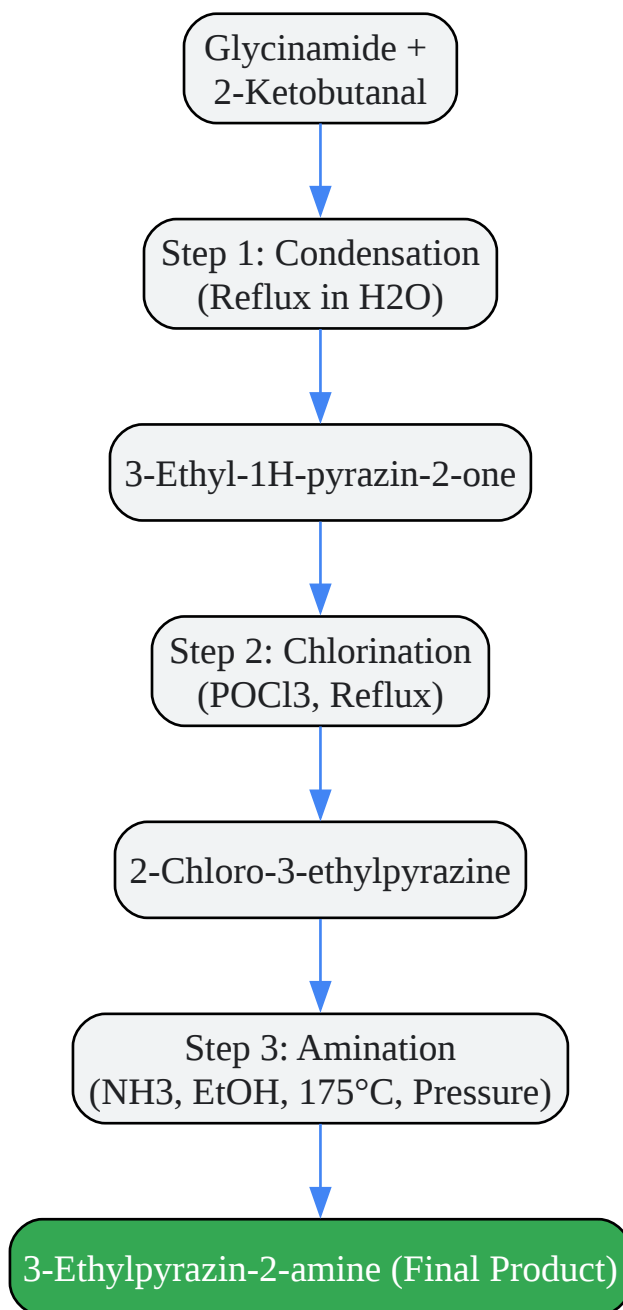 Glycinamide +
2-Ketobutanal
Step 1: Condensation
(Reflux in H2O)
3-Ethyl-1H-pyrazin-2-one
Step 2: Chlorination
(POCl3, Reflux)
2-Chloro-3-ethylpyrazine
Step 3: Amination
(NH3, EtOH, 175°C, Pressure)
3-Ethylpyrazin-2-amine (Final Product)